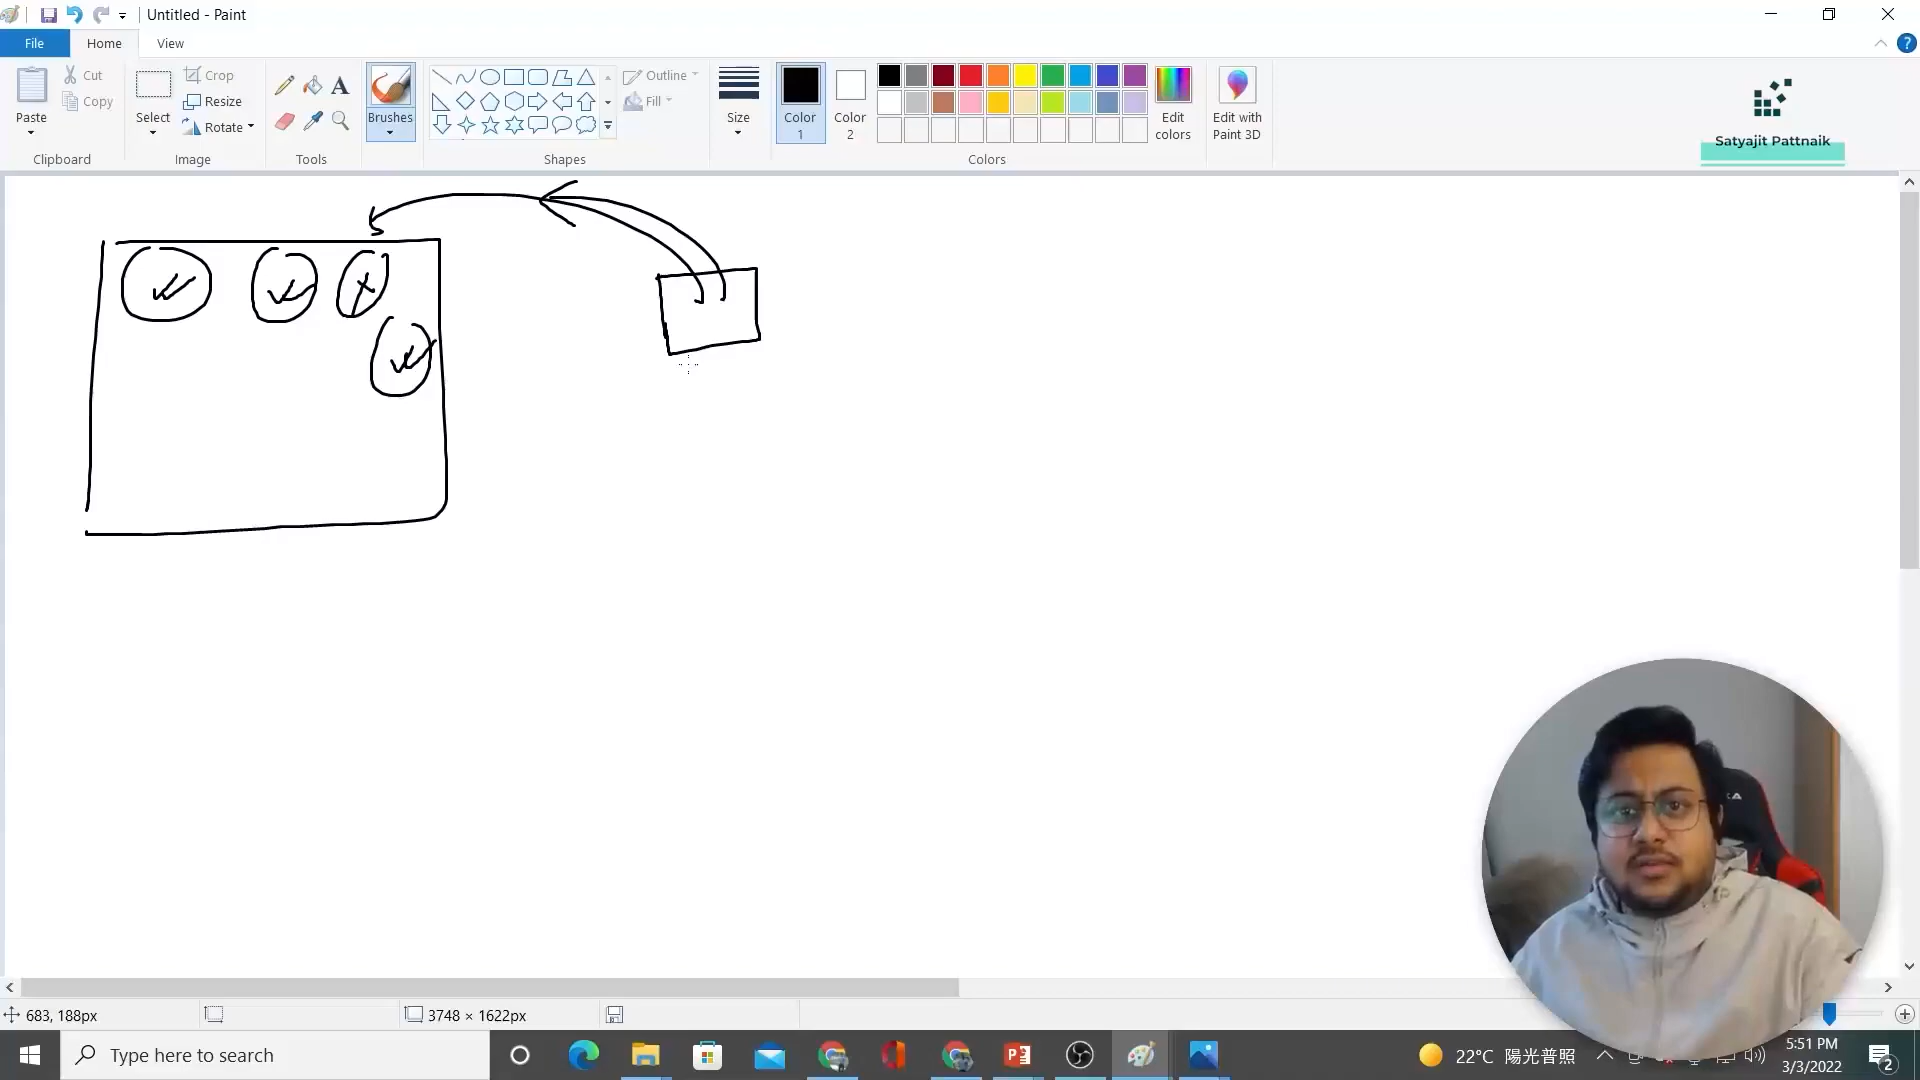 Untitled - Paint
File Home View
Cut
Copy
Paste
Clipboard
Crop
Resize
Rotate
Select
Image
Tools
Brushes
Outline
Fill
Shapes
Size
Color 1
Color 2
Colors
Edit colors
Edit with Paint 3D
Satyajit Pattnaik
683, 188px
3748 × 1622px
Type here to search
22°C 陽光普照
5:51 PM
3/3/2022
2